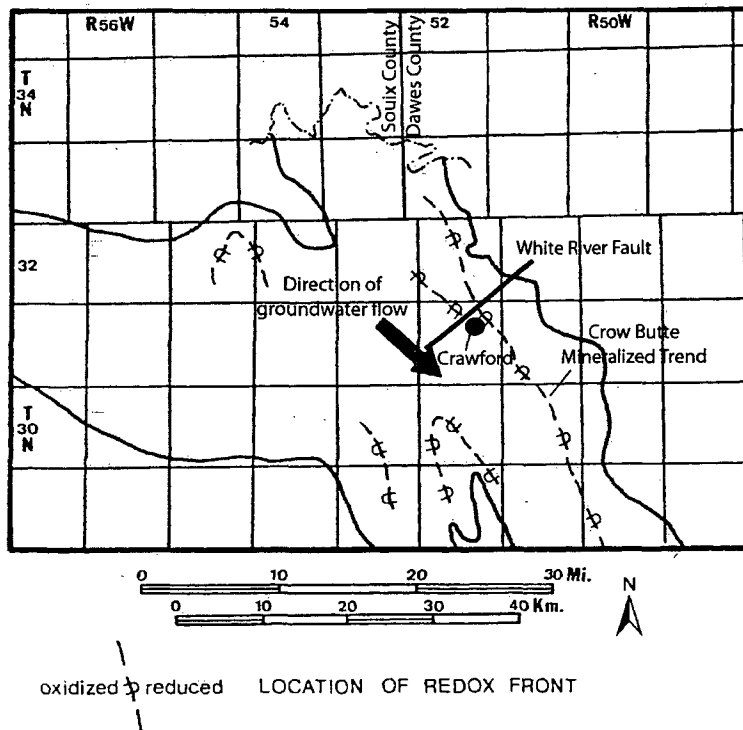 R56W 54 52 R50W
Souix County
Dawes County
T
34
N
32
White River Fault
Direction of
groundwater flow
Crawford
Crow Butte
Mineralized Trend
T
30
N
0 10 20 30 Mi.
0 10 20 30 40 Km.
N
oxidized reduced LOCATION OF REDOX FRONT